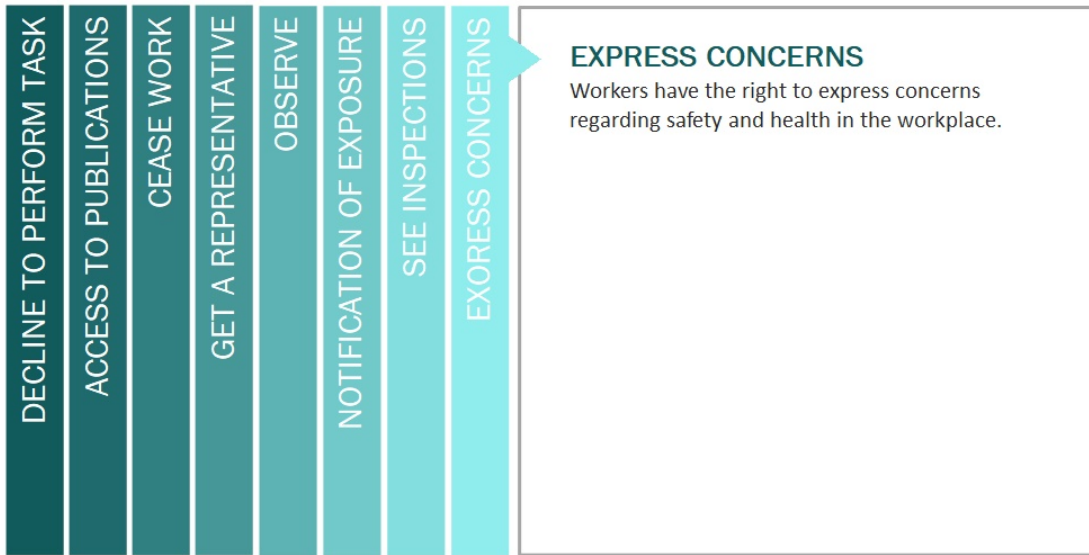 DECLINE TO PERFORM TASK
ACCESS TO PUBLICATIONS
CEASE WORK
GET A REPRESENTATIVE
OBSERVE
NOTIFICATION OF EXPOSURE
SEE INSPECTIONS
EXORESS CONCERNS
EXPRESS CONCERNS
Workers have the right to express concerns
regarding safety and health in the workplace.